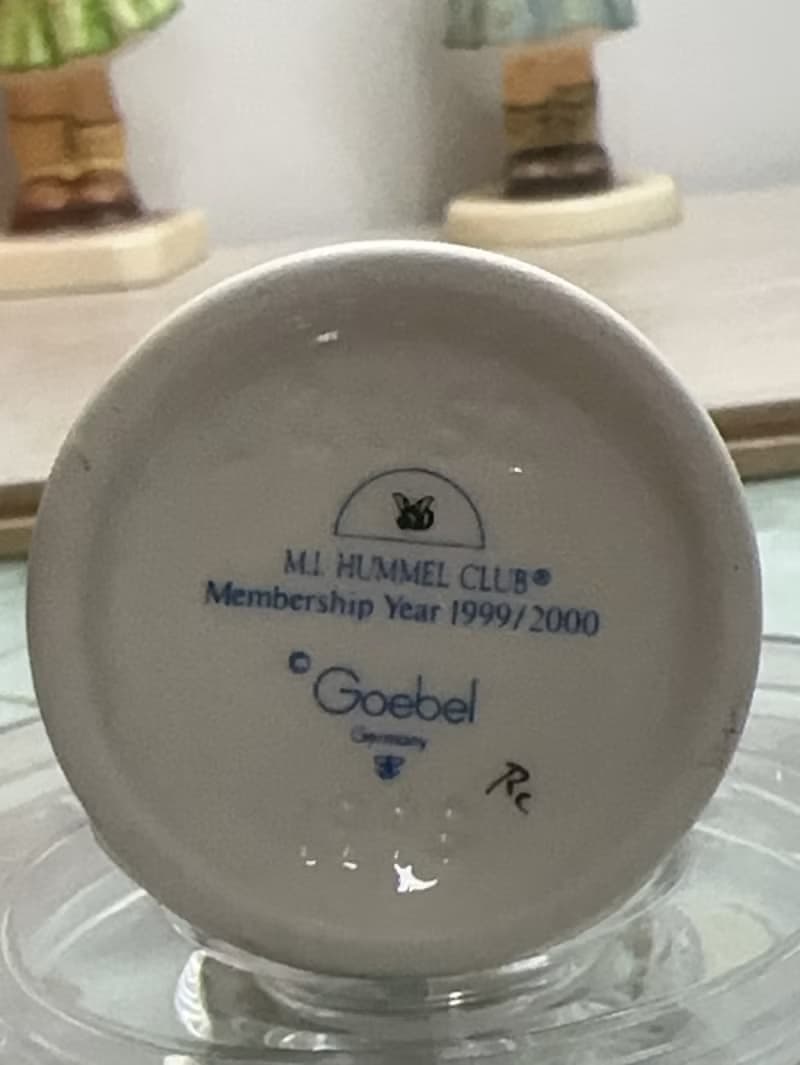 M.I. HUMMEL CLUB®
Membership Year 1999/2000
© Goebel
Germany
Rc